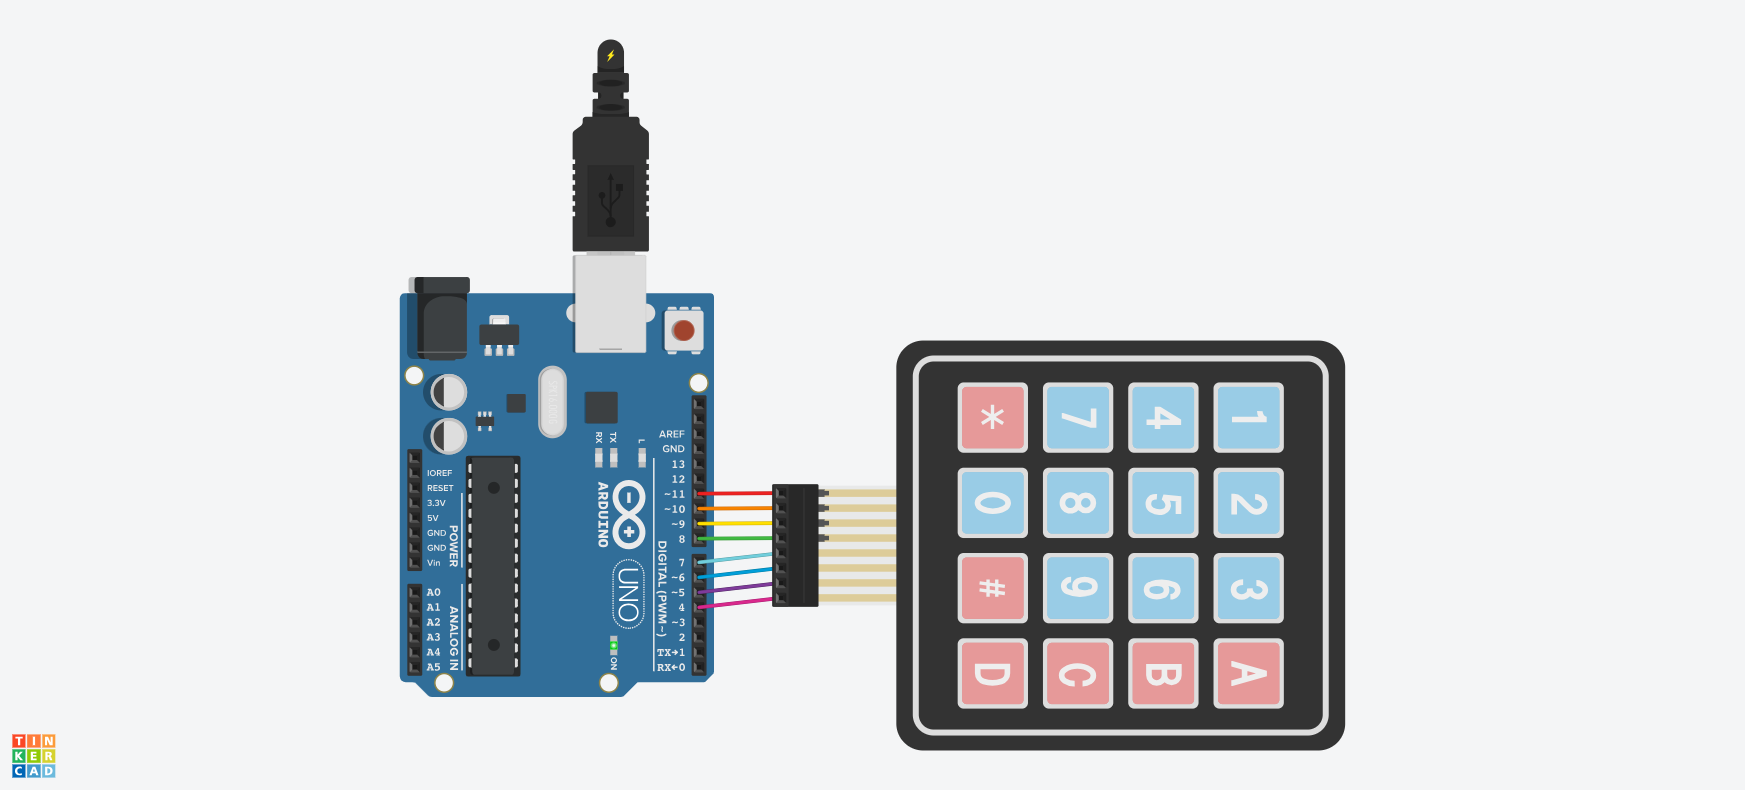 AREF
GND
13
12
~11
~10
~9
8
7
~6
~5
4
~3
2
TX→1
RX←0
DIGITAL (PWM~)
RX
TX
L
ARDUINO
UNO
ON
IOREF
RESET
3.3V
5V
GND
GND
Vin
POWER
A0
A1
A2
A3
A4
A5
ANALOG IN
1
2
3
A
4
5
6
B
7
8
9
C
*
0
#
D
TIN
KER
CAD